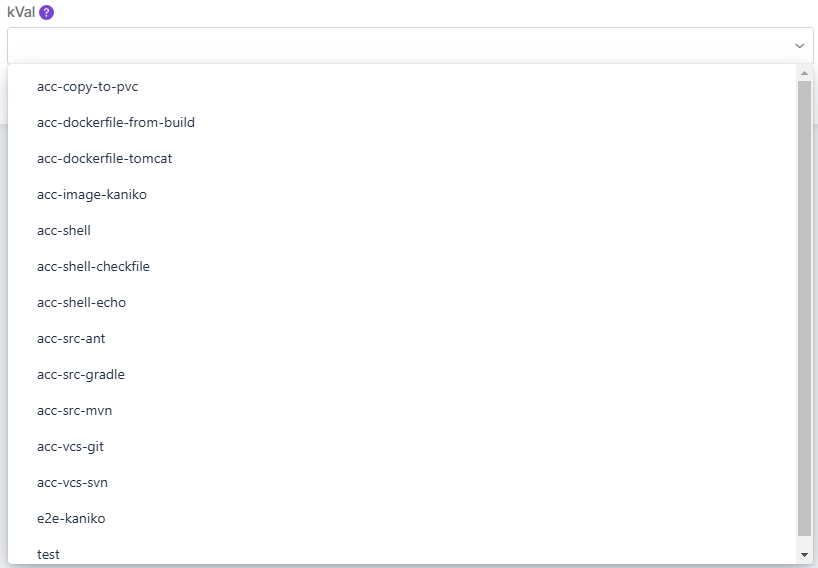 kVal ?
acc-copy-to-pvc
acc-dockerfile-from-build
acc-dockerfile-tomcat
acc-image-kaniko
acc-shell
acc-shell-checkfile
acc-shell-echo
acc-src-ant
acc-src-gradle
acc-src-mvn
acc-vcs-git
acc-vcs-svn
e2e-kaniko
test